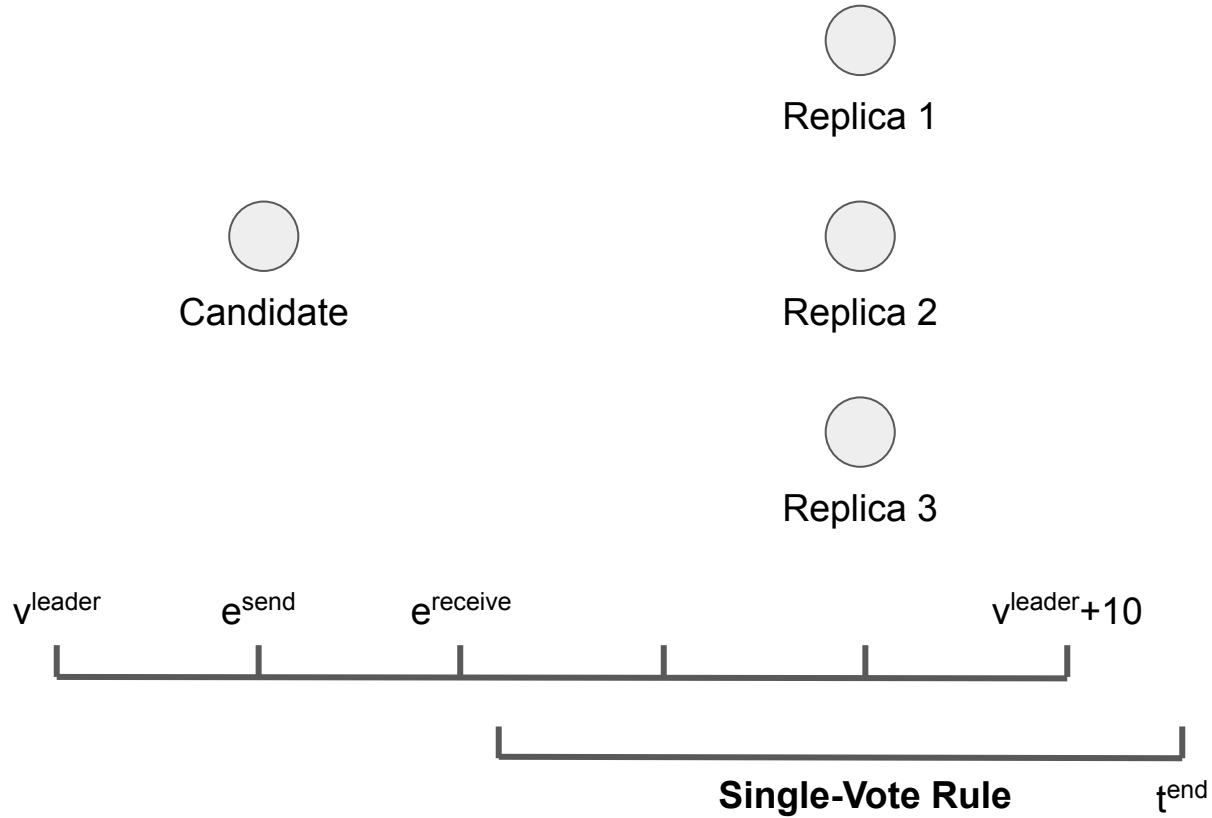 Replica 1
Candidate
Replica 2
Replica 3
v^leader e^send e^receive v^leader+10
Single-Vote Rule t^end